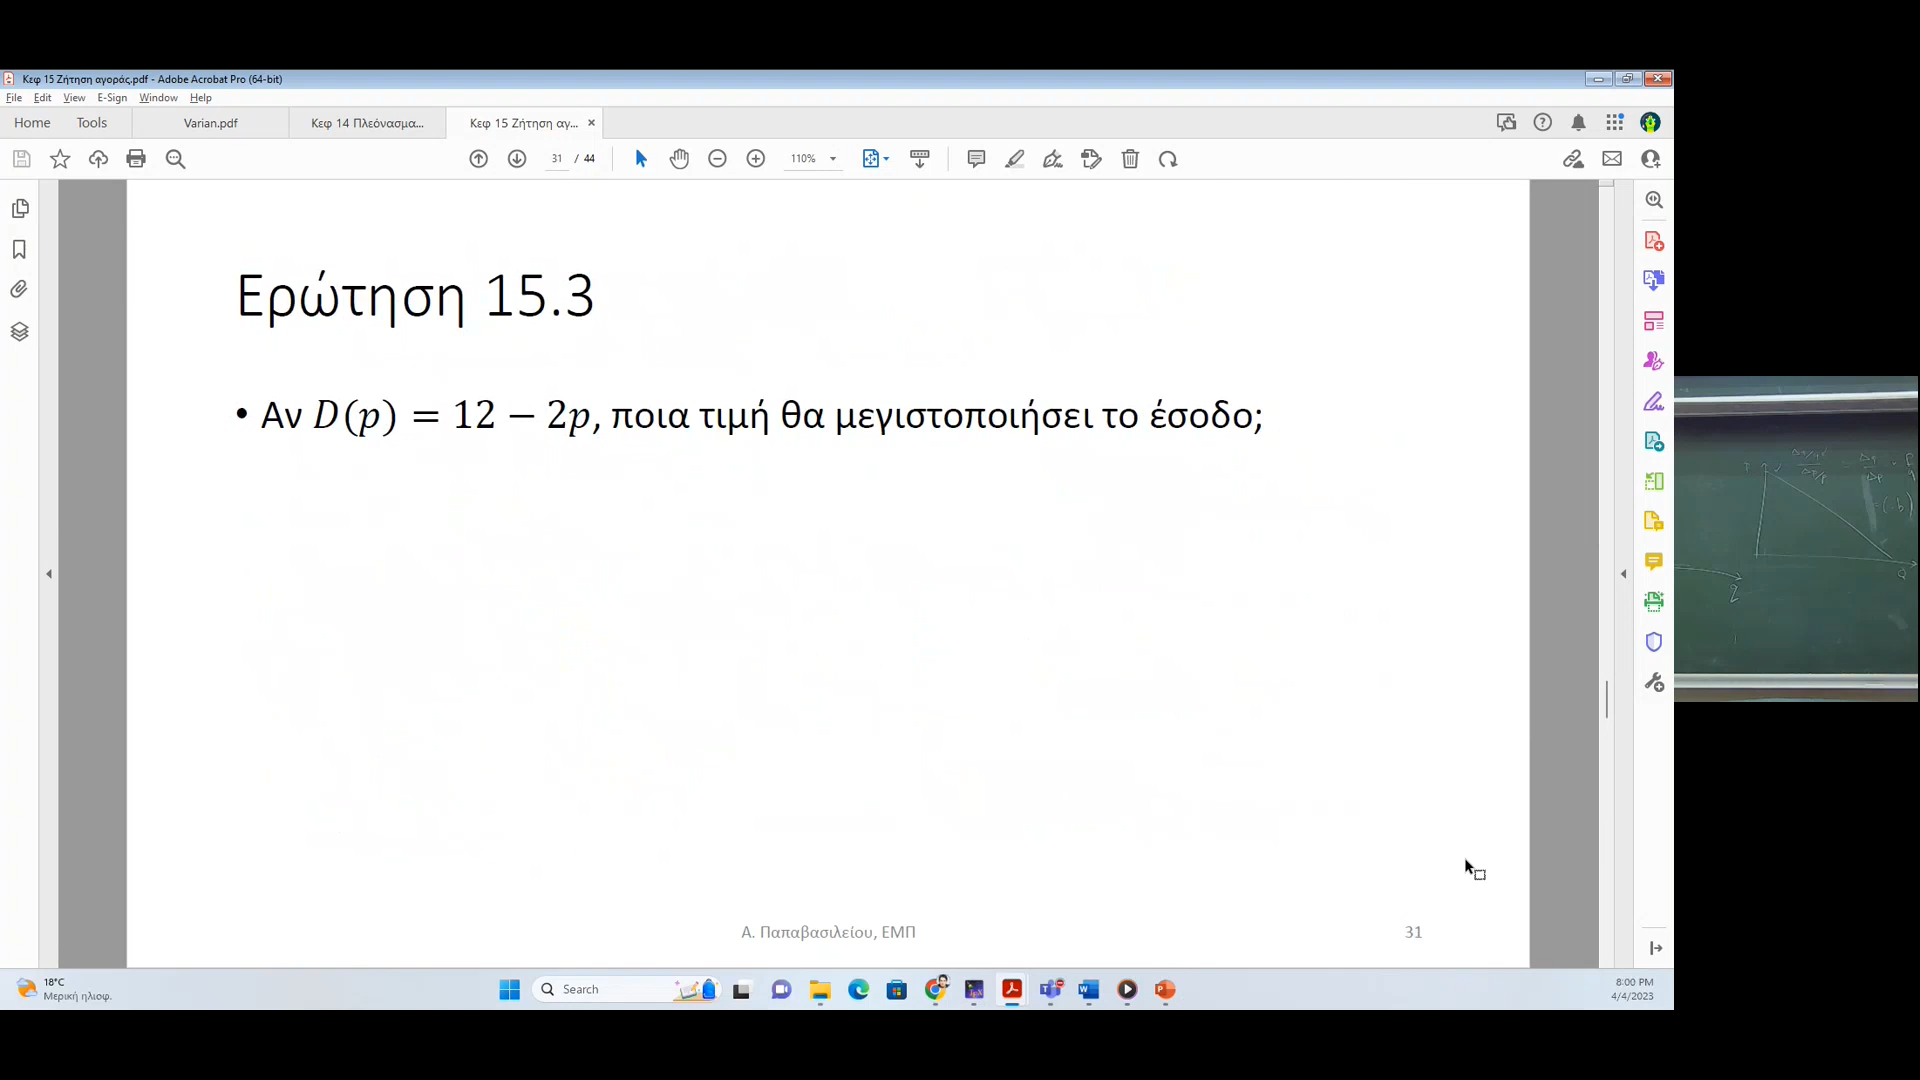 Κεφ 15 Ζήτηση αγοράς.pdf - Adobe Acrobat Pro (64-bit)
File Edit View E-Sign Window Help
Home Tools Varian.pdf Κεφ 14 Πλεόνασμα... Κεφ 15 Ζήτηση αγ...
31 / 44 110%
Ερώτηση 15.3
• Αν D(p) = 12 − 2p, ποια τιμή θα μεγιστοποιήσει το έσοδο;
Α. Παπαβασιλείου, ΕΜΠ 31
18°C
Μερική ηλιοφ.
Search
8:00 PM
4/4/2023